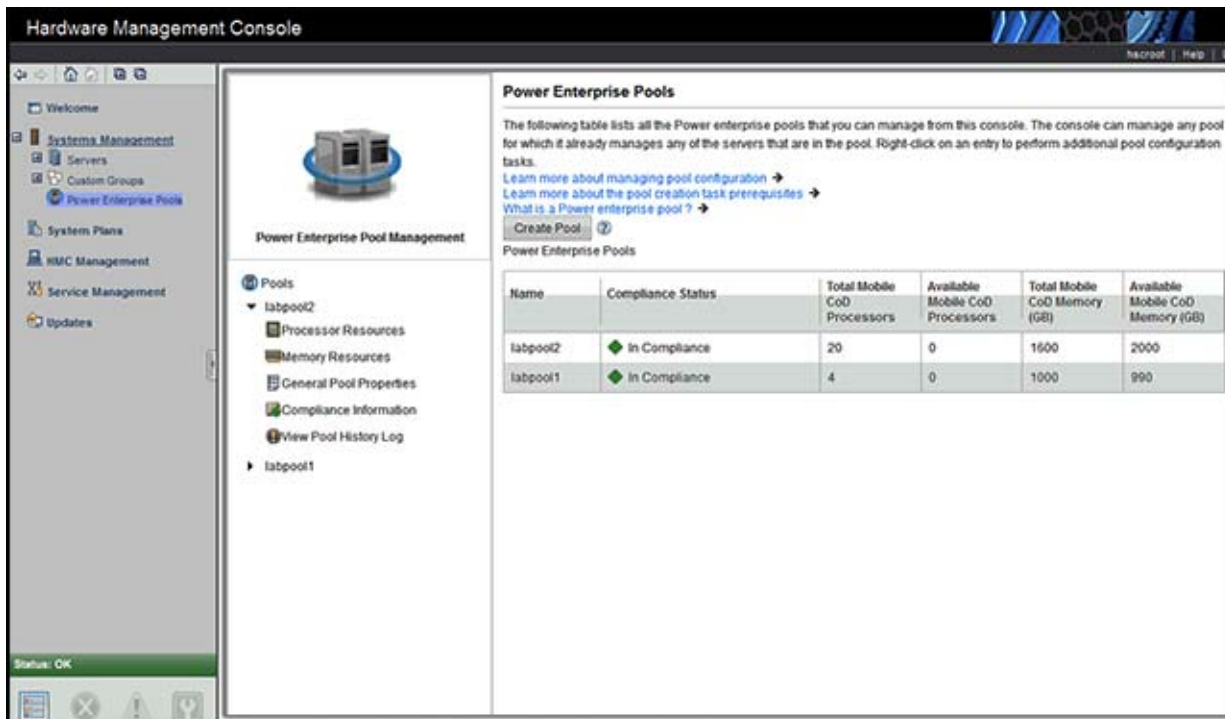 Hardware Management Console
hscroot | Help |
Welcome
Systems Management
Servers
Custom Groups
Power Enterprise Pools
System Plans
HMC Management
Service Management
Updates
Status: OK
Power Enterprise Pool Management
Pools
labpool2
Processor Resources
Memory Resources
General Pool Properties
Compliance Information
View Pool History Log
labpool1
Power Enterprise Pools
The following table lists all the Power enterprise pools that you can manage from this console. The console can manage any pool
for which it already manages any of the servers that are in the pool. Right-click on an entry to perform additional pool configuration
tasks.
Learn more about managing pool configuration
Learn more about the pool creation task prerequisites
What is a Power enterprise pool ?
Create Pool
Power Enterprise Pools
Name Compliance Status Total Mobile CoD Processors Available Mobile CoD Processors Total Mobile CoD Memory (GB) Available Mobile CoD Memory (GB)
labpool2 In Compliance 20 0 1600 2000
labpool1 In Compliance 4 0 1000 990